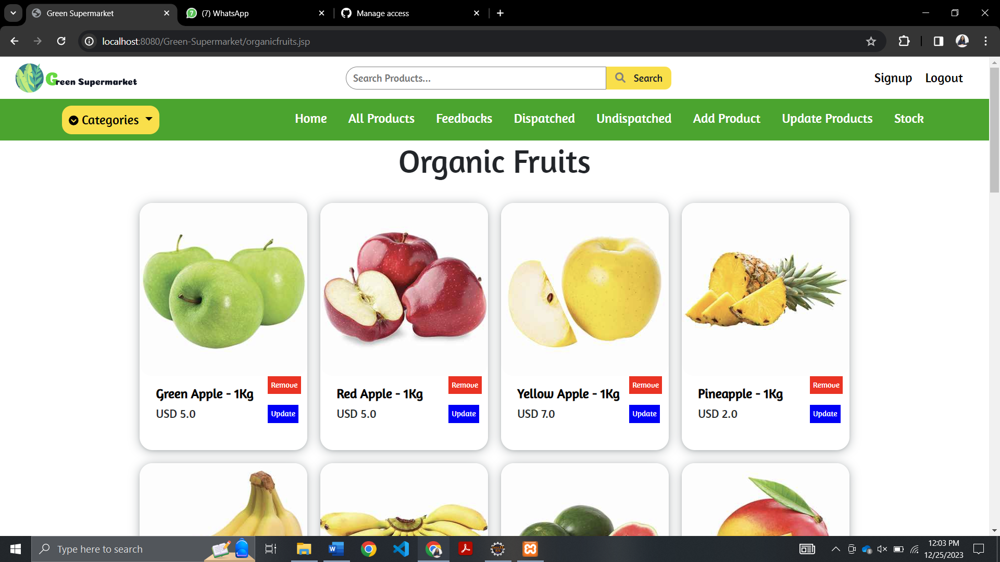 Green Supermarket
(7) WhatsApp
Manage access
localhost:8080/Green-Supermarket/organicfruits.jsp
Green Supermarket
Search Products...
Search
Signup
Logout
Categories
Home
All Products
Feedbacks
Dispatched
Undispatched
Add Product
Update Products
Stock
Organic Fruits
Green Apple - 1Kg
USD 5.0
Remove
Update
Red Apple - 1Kg
USD 5.0
Remove
Update
Yellow Apple - 1Kg
USD 7.0
Remove
Update
Pineapple - 1Kg
USD 2.0
Remove
Update
Type here to search
12:03 PM
12/25/2023